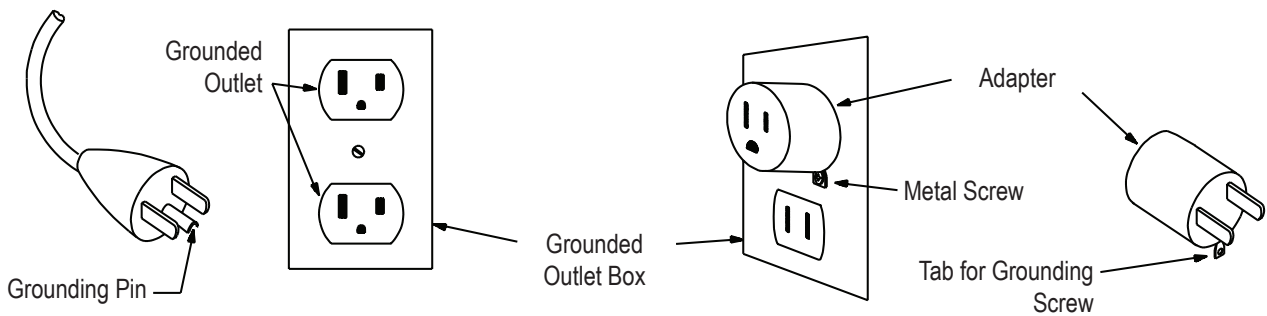 Grounded
Outlet
Grounding Pin
Grounded
Outlet Box
Adapter
Metal Screw
Tab for Grounding
Screw